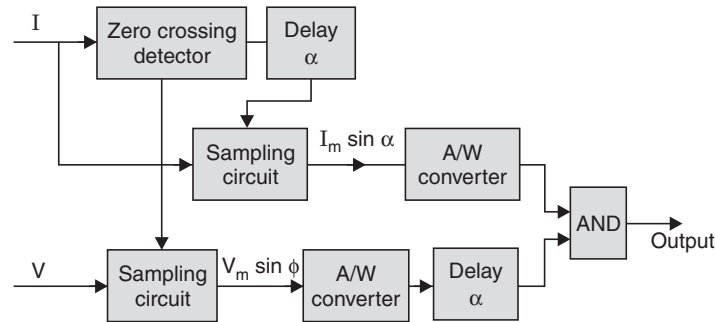 I
Zero crossing
detector
Delay
α
Sampling
circuit
I_m sin α
A/W
converter
AND
Output
V
Sampling
circuit
V_m sin ϕ
A/W
converter
Delay
α